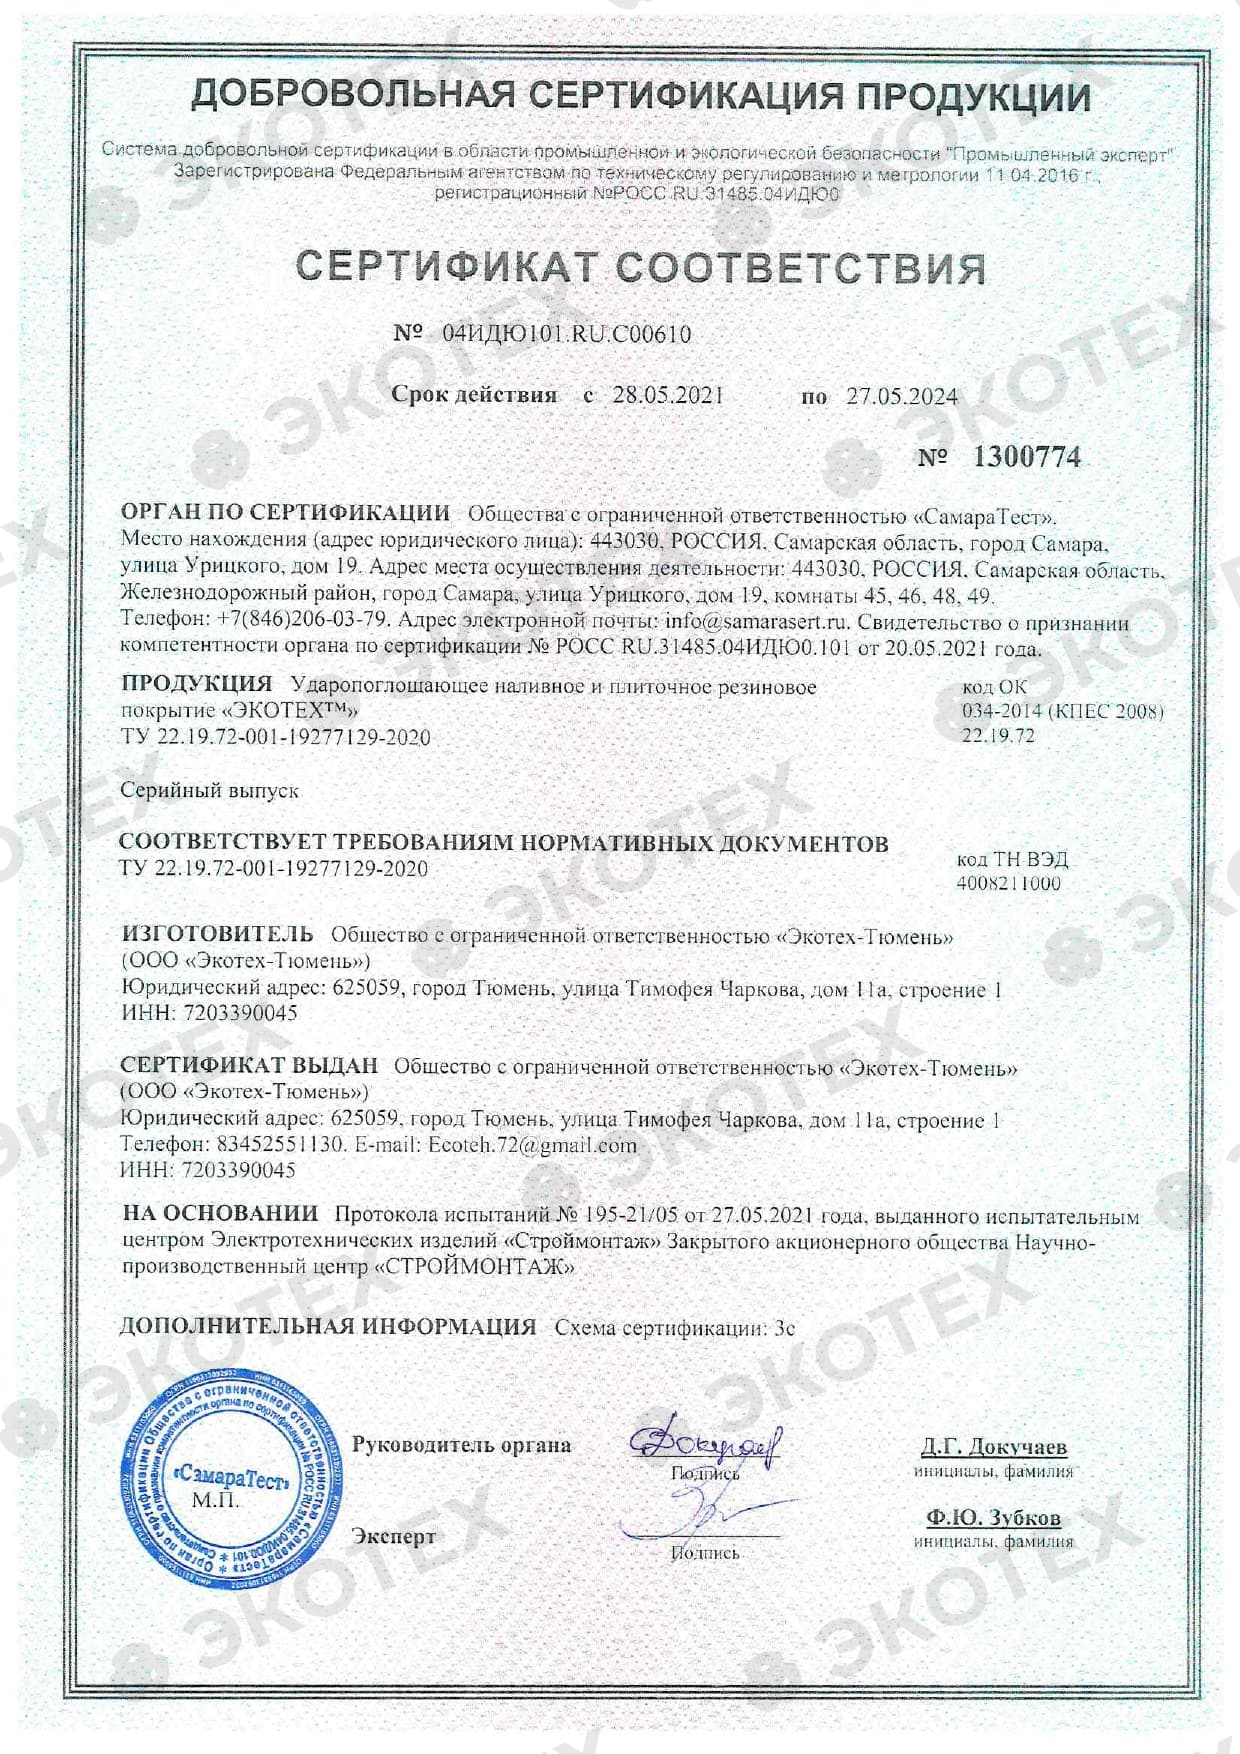 ДОБРОВОЛЬНАЯ СЕРТИФИКАЦИЯ ПРОДУКЦИИ
Система добровольной сертификации в области промышленной и экологической безопасности "Промышленный эксперт"
Зарегистрирована Федеральным агентством по техническому регулированию и метрологии 11.04.2016 г.,
регистрационный №РОСС RU.31485.04ИДЮ0
СЕРТИФИКАТ СООТВЕТСТВИЯ
№ 04ИДЮ101.RU.C00610
Срок действия с 28.05.2021 по 27.05.2024
№ 1300774
ОРГАН ПО СЕРТИФИКАЦИИ Общества с ограниченной ответственностью «СамараТест».
Место нахождения (адрес юридического лица): 443030, РОССИЯ, Самарская область, город Самара,
улица Урицкого, дом 19. Адрес места осуществления деятельности: 443030, РОССИЯ, Самарская область,
Железнодорожный район, город Самара, улица Урицкого, дом 19, комнаты 45, 46, 48, 49.
Телефон: +7(846)206-03-79. Адрес электронной почты: info@samarasert.ru. Свидетельство о признании
компетентности органа по сертификации № РОСС RU.31485.04ИДЮ0.101 от 20.05.2021 года.
ПРОДУКЦИЯ Ударопоглощающее наливное и плиточное резиновое
покрытие «ЭКОТЕХ™»
ТУ 22.19.72-001-19277129-2020
код ОК
034-2014 (КПЕС 2008)
22.19.72
Серийный выпуск
СООТВЕТСТВУЕТ ТРЕБОВАНИЯМ НОРМАТИВНЫХ ДОКУМЕНТОВ
ТУ 22.19.72-001-19277129-2020
код ТН ВЭД
4008211000
ИЗГОТОВИТЕЛЬ Общество с ограниченной ответственностью «Экотех-Тюмень»
(ООО «Экотех-Тюмень»)
Юридический адрес: 625059, город Тюмень, улица Тимофея Чаркова, дом 11а, строение 1
ИНН: 7203390045
СЕРТИФИКАТ ВЫДАН Общество с ограниченной ответственностью «Экотех-Тюмень»
(ООО «Экотех-Тюмень»)
Юридический адрес: 625059, город Тюмень, улица Тимофея Чаркова, дом 11а, строение 1
Телефон: 83452551130. E-mail: Ecoteh.72@gmail.com
ИНН: 7203390045
НА ОСНОВАНИИ Протокола испытаний № 195-21/05 от 27.05.2021 года, выданного испытательным
центром Электротехнических изделий «Строймонтаж» Закрытого акционерного общества Научно-
производственный центр «СТРОЙМОНТАЖ»
ДОПОЛНИТЕЛЬНАЯ ИНФОРМАЦИЯ Схема сертификации: 3с
«СамараТест»
М.П.
Руководитель органа
Подпись
Д.Г. Докучаев
инициалы, фамилия
Эксперт
Подпись
Ф.Ю. Зубков
инициалы, фамилия
ЭКОТЕХ